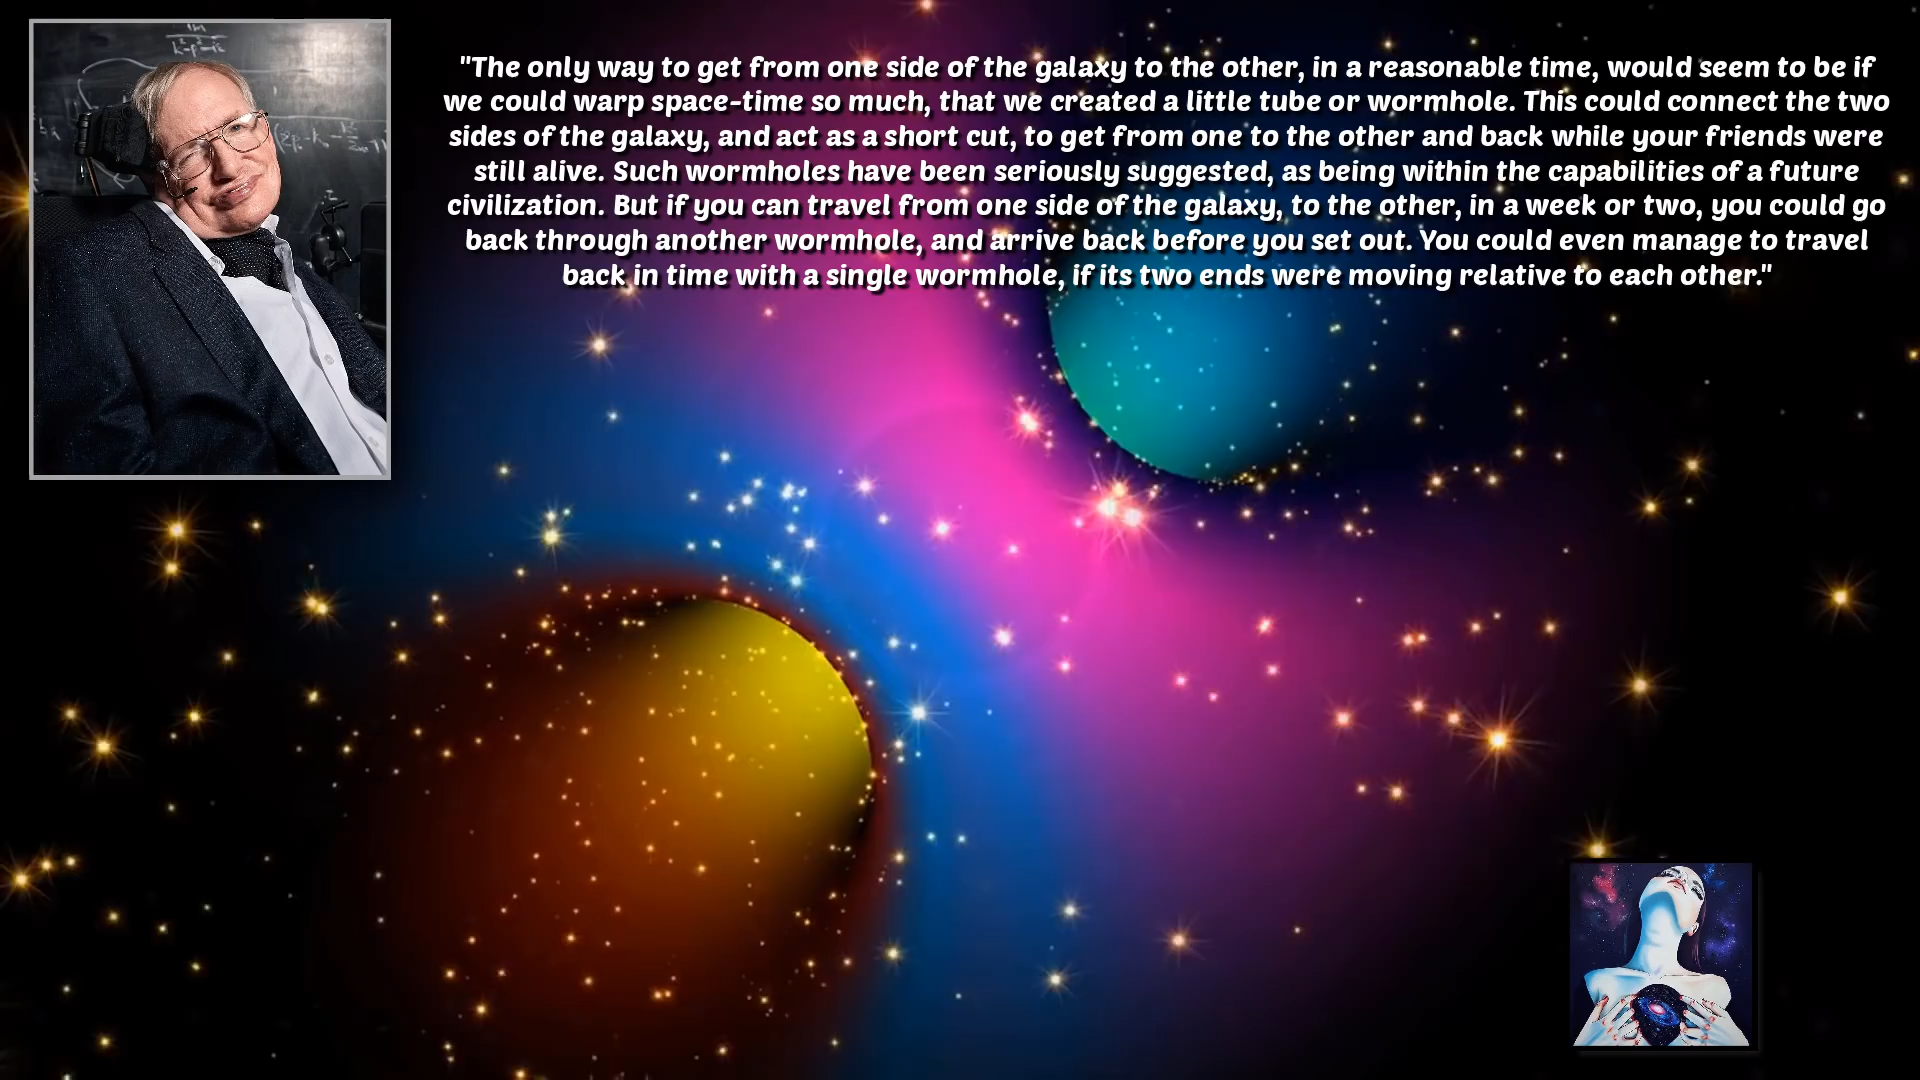 "The only way to get from one side of the galaxy to the other, in a reasonable time, would seem to be if
we could warp space-time so much, that we created a little tube or wormhole. This could connect the two
sides of the galaxy, and act as a short cut, to get from one to the other and back while your friends were
still alive. Such wormholes have been seriously suggested, as being within the capabilities of a future
civilization. But if you can travel from one side of the galaxy, to the other, in a week or two, you could go
back through another wormhole, and arrive back before you set out. You could even manage to travel
back in time with a single wormhole, if its two ends were moving relative to each other."